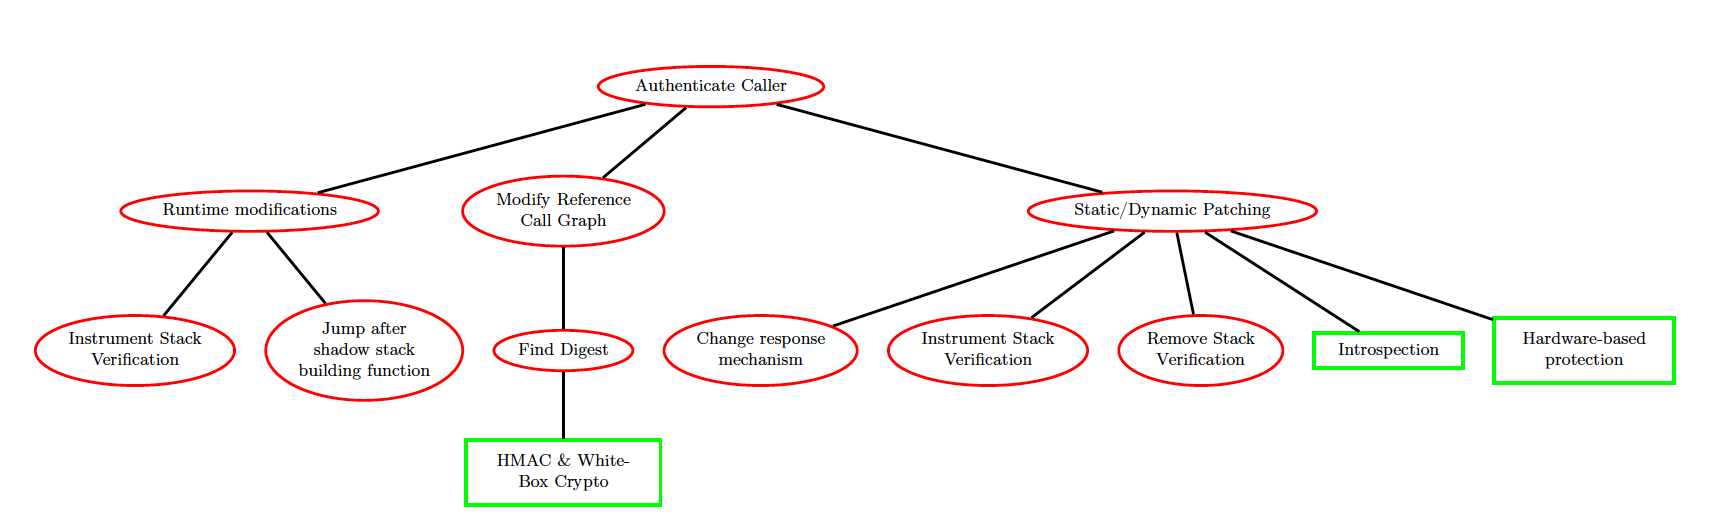 Authenticate Caller
Runtime modifications
Modify Reference
Call Graph
Static/Dynamic Patching
Instrument Stack
Verification
Jump after
shadow stack
building function
Find Digest
Change response
mechanism
Instrument Stack
Verification
Remove Stack
Verification
Introspection
Hardware-based
protection
HMAC & White-
Box Crypto